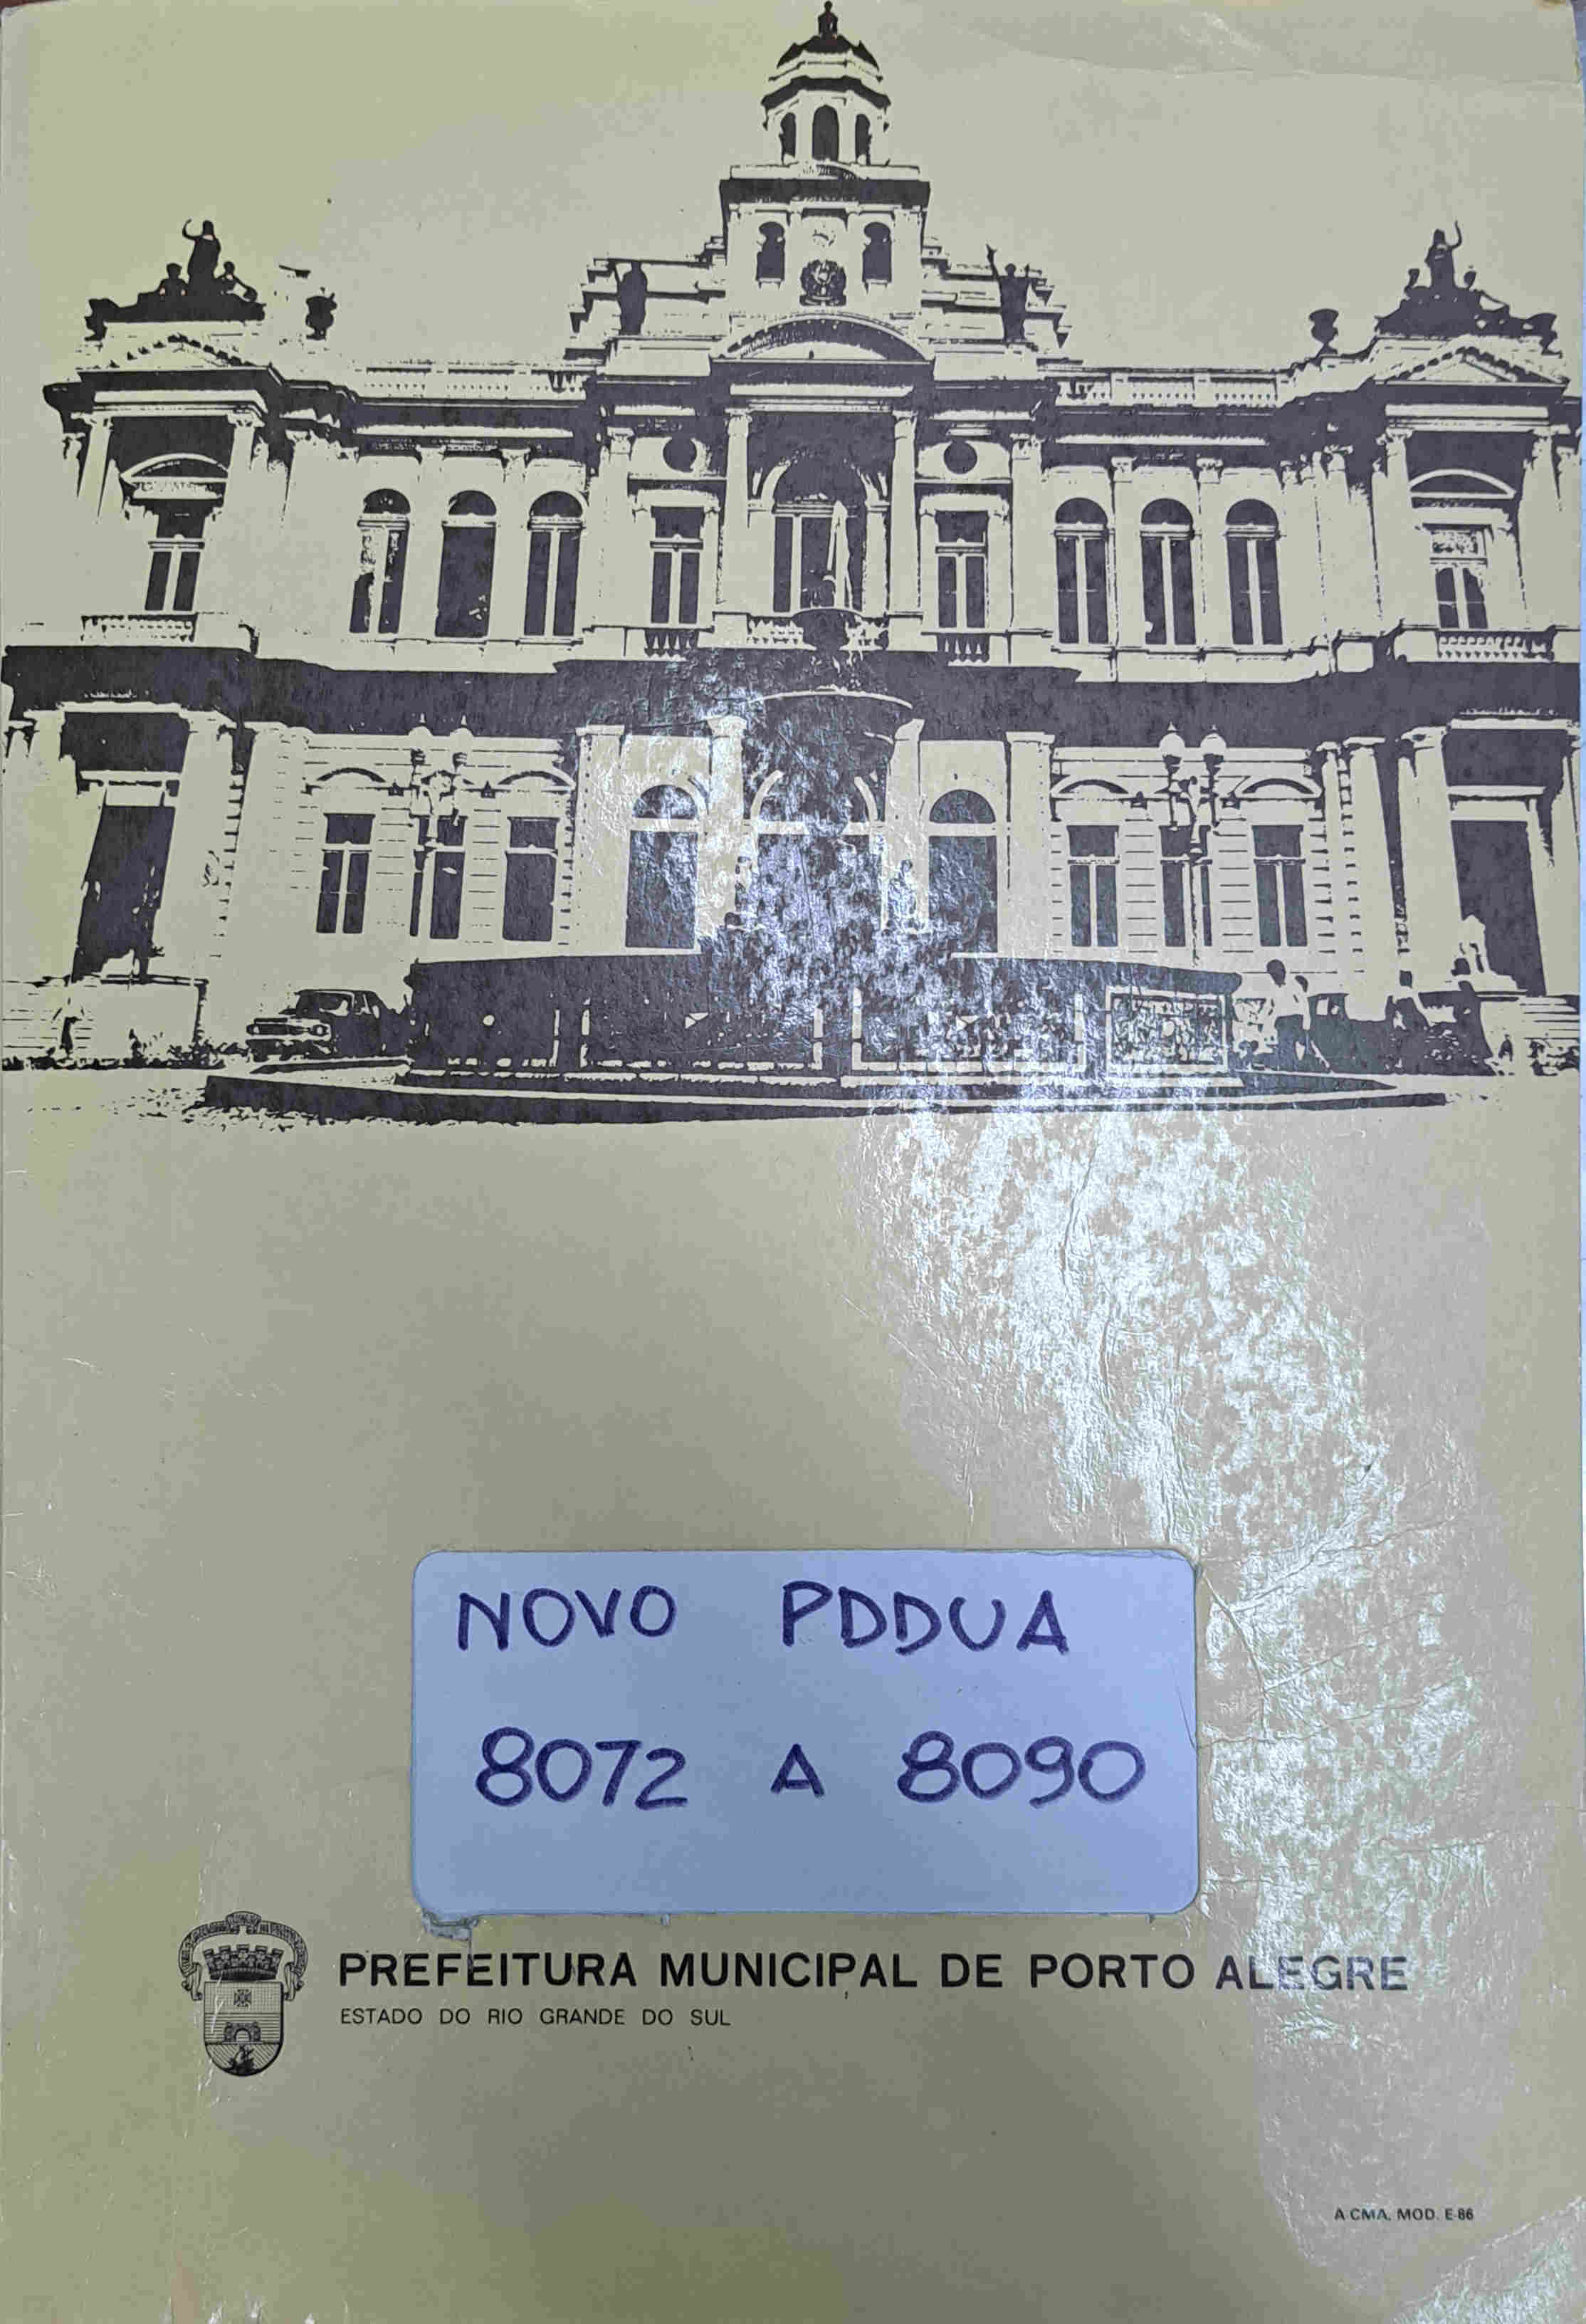 NOVO PDDUA
8072 A 8090
PREFEITURA MUNICIPAL DE PORTO ALEGRE
ESTADO DO RIO GRANDE DO SUL
A-CMA. MOD. E-86